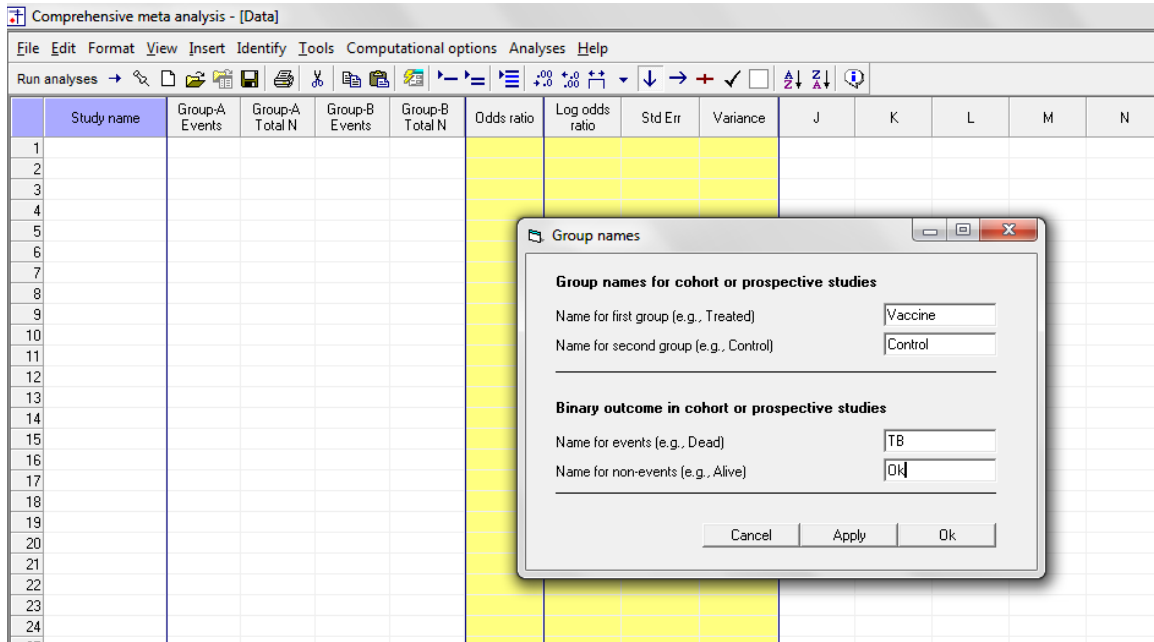 Comprehensive meta analysis - [Data]
File Edit Format View Insert Identify Tools Computational options Analyses Help
Run analyses
Study name Group-A Events Group-A Total N Group-B Events Group-B Total N Odds ratio Log odds ratio Std Err Variance J K L M N
1
2
3
4
5
6
7
8
9
10
11
12
13
14
15
16
17
18
19
20
21
22
23
24
Group names
Group names for cohort or prospective studies
Name for first group (e.g., Treated) Vaccine
Name for second group (e.g., Control) Control
Binary outcome in cohort or prospective studies
Name for events (e.g., Dead) TB
Name for non-events (e.g., Alive) Ok
Cancel Apply Ok